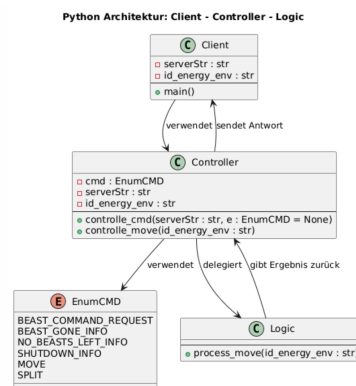 Python Architektur: Client - Controller - Logic
C Client
serverStr : str
id_energy_env : str
main()
verwendet
sendet Antwort
C Controller
cmd : EnumCMD
serverStr : str
id_energy_env : str
controlle_cmd(serverStr : str, e : EnumCMD = None)
controlle_move(id_energy_env : str)
verwendet
delegiert
gibt Ergebnis zurück
E EnumCMD
BEAST_COMMAND_REQUEST
BEAST_GONE_INFO
NO_BEASTS_LEFT_INFO
SHUTDOWN_INFO
MOVE
SPLIT
C Logic
process_move(id_energy_env : str